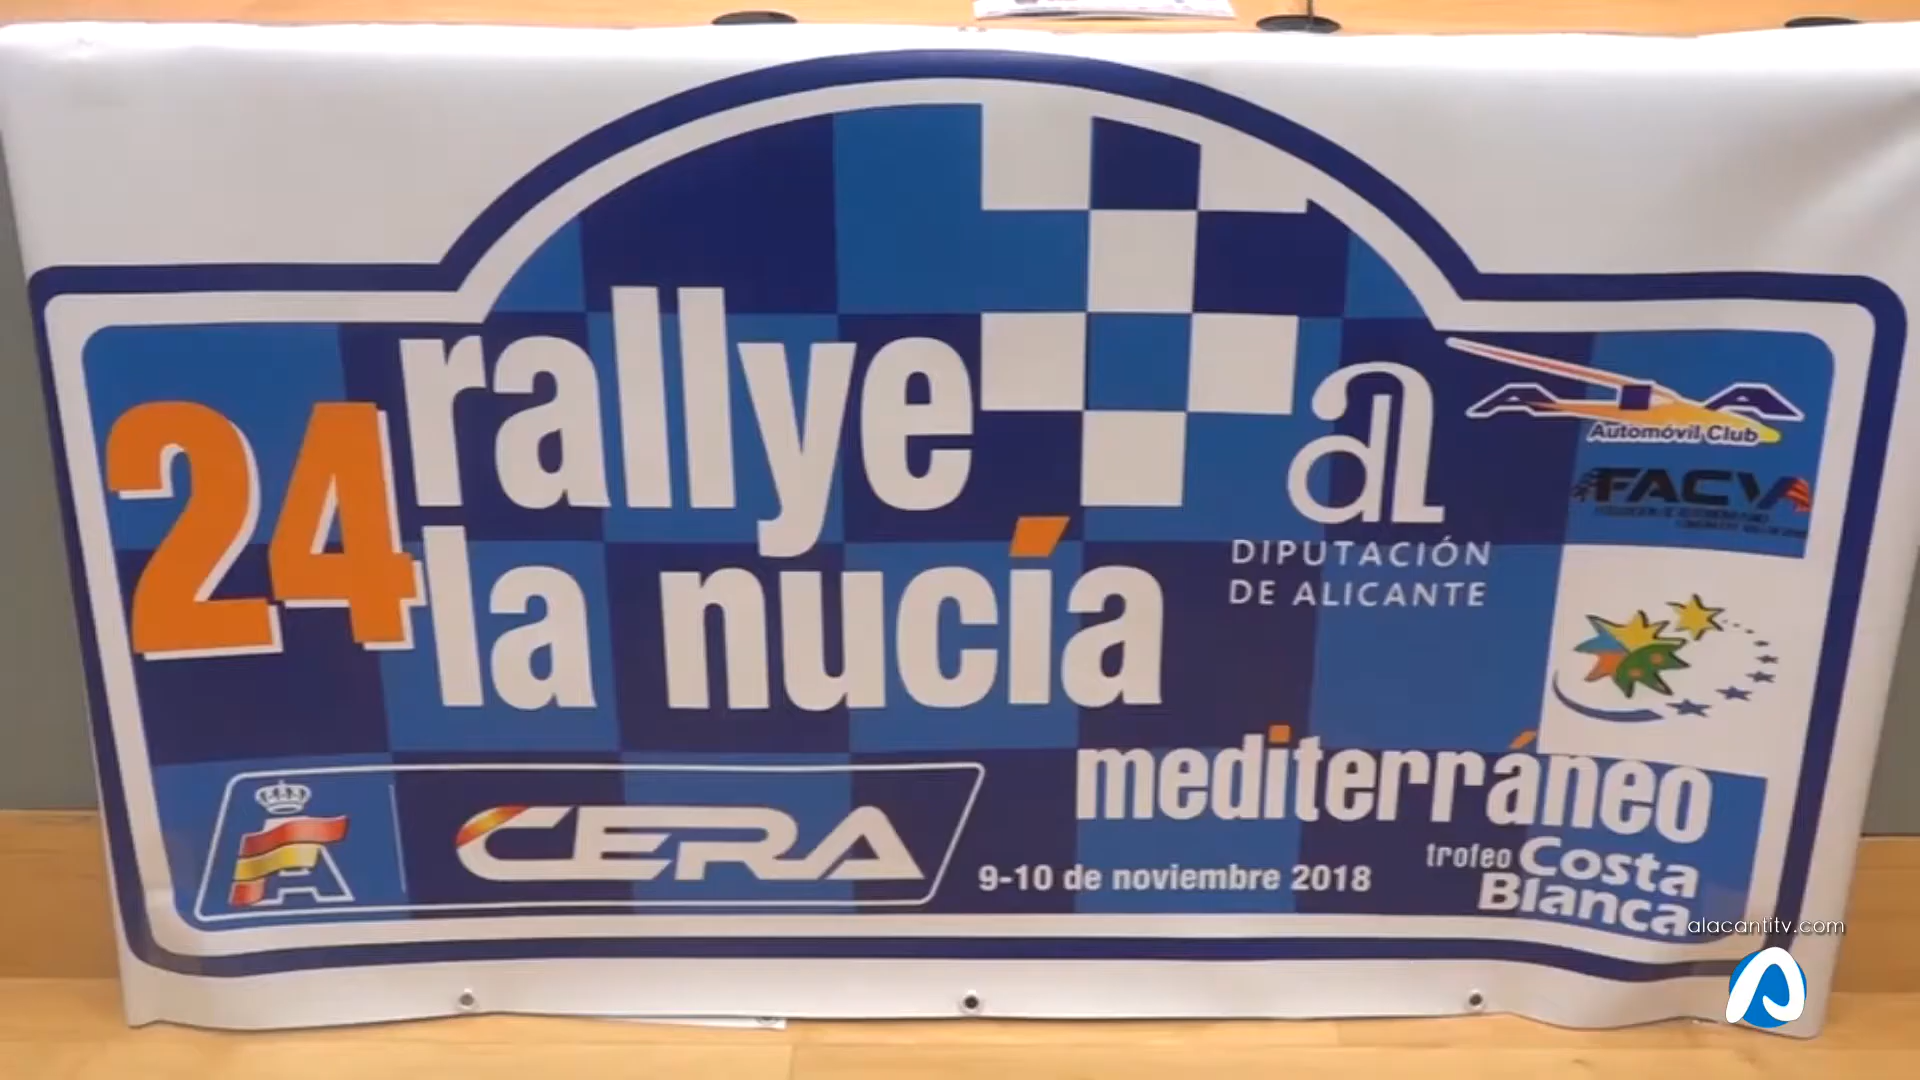 24
rallye
la nucía
mediterráneo
trofeo Costa
Blanca
DIPUTACIÓN
DE ALICANTE
Automóvil Club
FACVA
CERA
9-10 de noviembre 2018
alacantitv.com